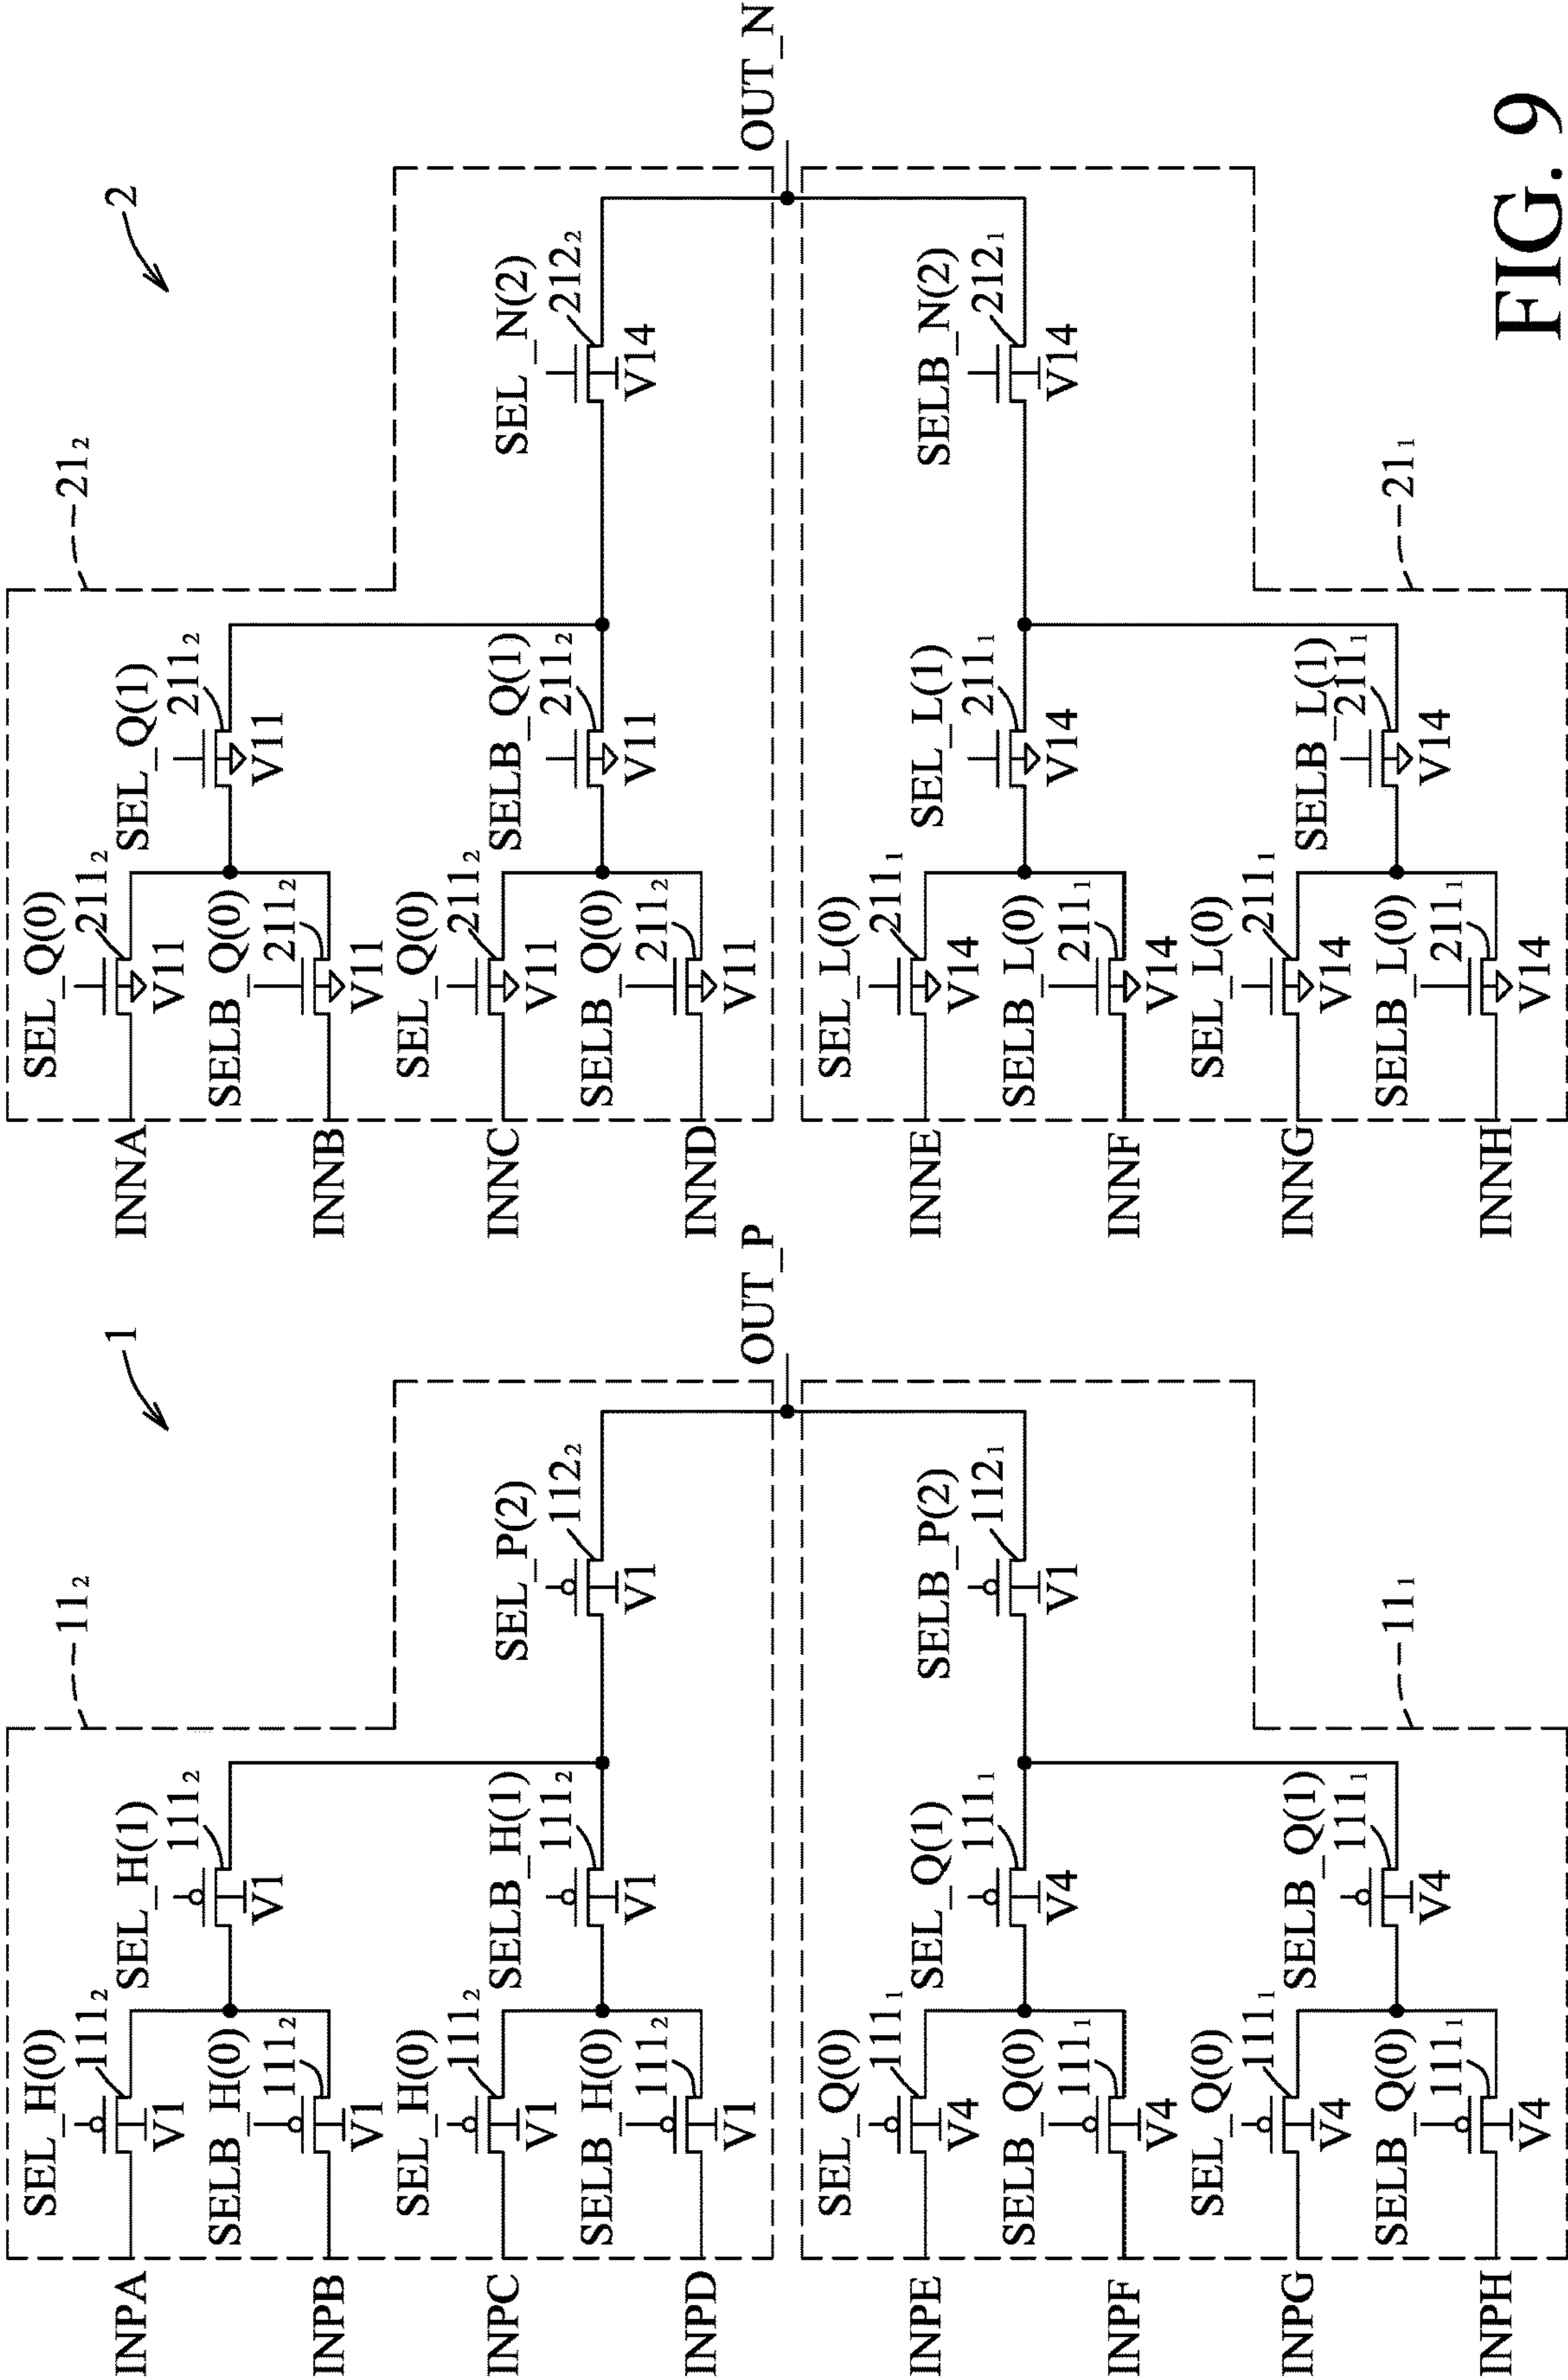 1
11₂
SEL_H(0)
111₂
INPA
V1
SEL_H(1)
111₂
V1
SELB_H(0)
111₂
INPB
V1
SEL_P(2)
112₂
V1
SEL_H(0)
111₂
INPC
V1
SELB_H(1)
111₂
V1
SELB_H(0)
111₂
INPD
V1
OUT_P
SEL_Q(0)
111₁
INPE
V4
SEL_Q(1)
111₁
V4
SELB_P(2)
112₁
V1
SELB_Q(0)
111₁
INPF
V4
SEL_Q(0)
111₁
INPG
V4
SELB_Q(1)
111₁
V4
SELB_Q(0)
111₁
INPH
V4
11₁
2
21₂
SEL_Q(0)
211₂
INNA
V11
SEL_Q(1)
211₂
V11
SELB_Q(0)
211₂
INNB
V11
SEL_N(2)
212₂
V14
SEL_Q(0)
211₂
INNC
V11
SELB_Q(1)
211₂
V11
SELB_Q(0)
211₂
INND
V11
OUT_N
SEL_L(0)
211₁
INNE
V14
SEL_L(1)
211₁
V14
SELB_N(2)
212₁
V14
SELB_L(0)
211₁
INNF
V14
SEL_L(0)
211₁
INNG
V14
SELB_L(1)
211₁
V14
SELB_L(0)
211₁
INNH
V14
21₁
FIG. 9